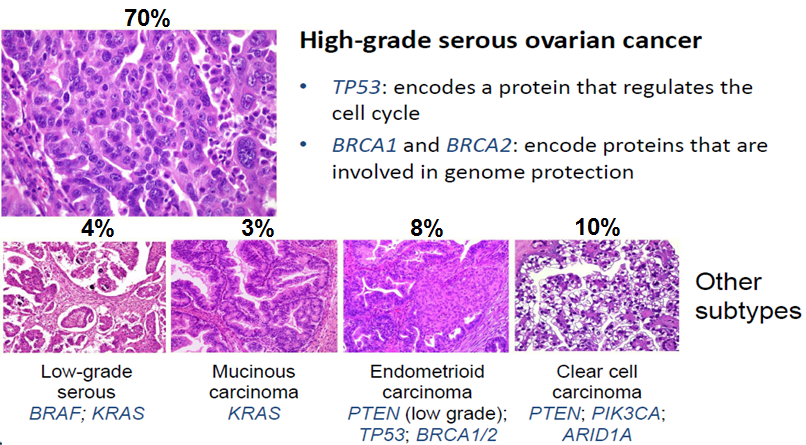 70%
High-grade serous ovarian cancer
• TP53: encodes a protein that regulates the
cell cycle
• BRCA1 and BRCA2: encode proteins that are
involved in genome protection
4%
3%
8%
10%
Other
subtypes
Low-grade
serous
BRAF; KRAS
Mucinous
carcinoma
KRAS
Endometrioid
carcinoma
PTEN (low grade);
TP53; BRCA1/2
Clear cell
carcinoma
PTEN; PIK3CA;
ARID1A
.